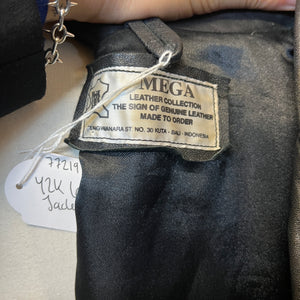 MEGA
LEATHER COLLECTION
THE SIGN OF GENUINE LEATHER
MADE TO ORDER
ST. NO. 30 KUTA - BALI - INDONESIA
77219
Y2K